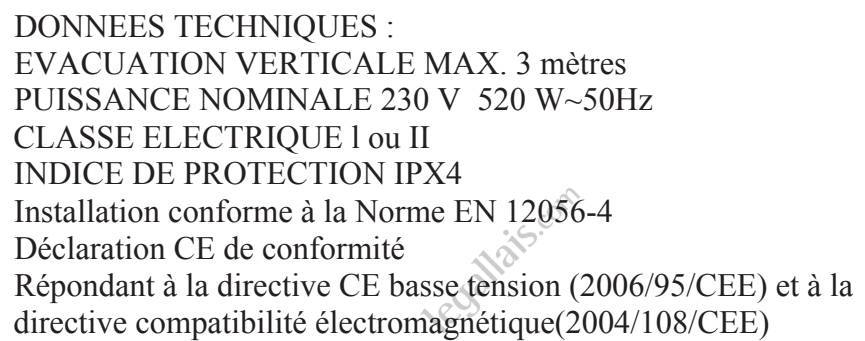 DONNEES TECHNIQUES :
EVACUATION VERTICALE MAX. 3 mètres
PUISSANCE NOMINALE 230 V  520 W~50Hz
CLASSE ELECTRIQUE l ou II
INDICE DE PROTECTION IPX4
Installation conforme à la Norme EN 12056-4
Déclaration CE de conformité
Répondant à la directive CE basse tension (2006/95/CEE) et à la
directive compatibilité électromagnétique(2004/108/CEE)
legallais.com